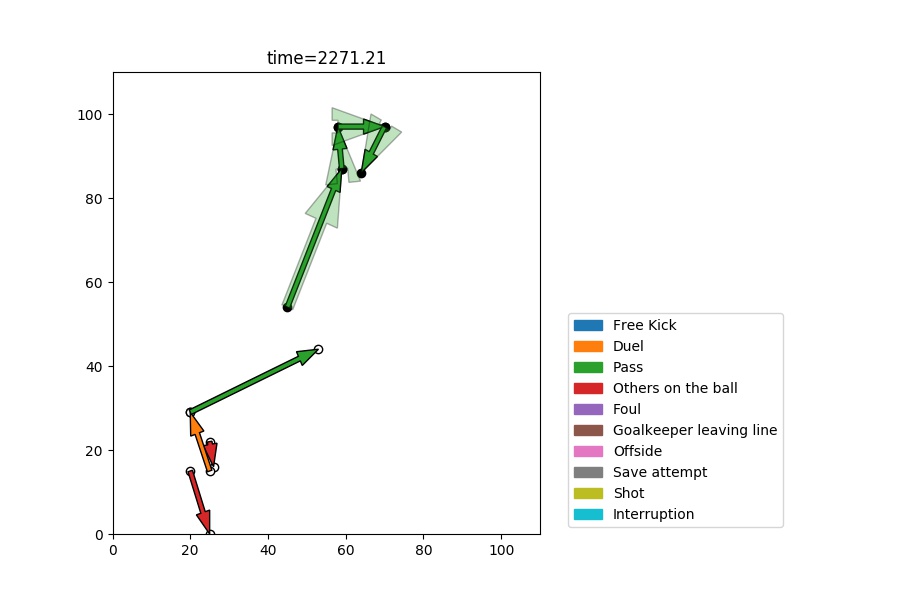 time=2271.21
100
80
60
40
20
0
0 20 40 60 80 100
Free Kick
Duel
Pass
Others on the ball
Foul
Goalkeeper leaving line
Offside
Save attempt
Shot
Interruption